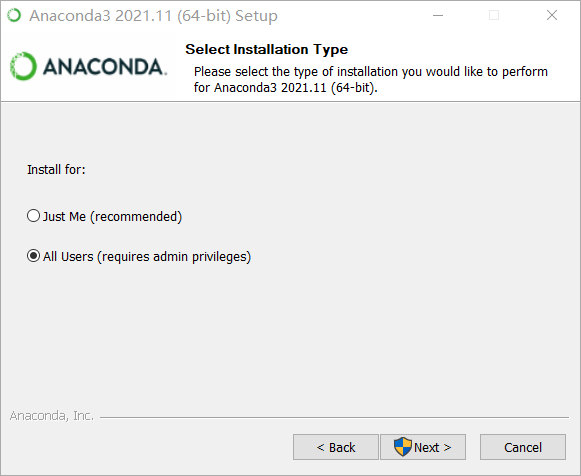 Anaconda3 2021.11 (64-bit) Setup
ANACONDA.
Select Installation Type
Please select the type of installation you would like to perform
for Anaconda3 2021.11 (64-bit).
Install for:
Just Me (recommended)
All Users (requires admin privileges)
Anaconda, Inc.
< Back
Next >
Cancel